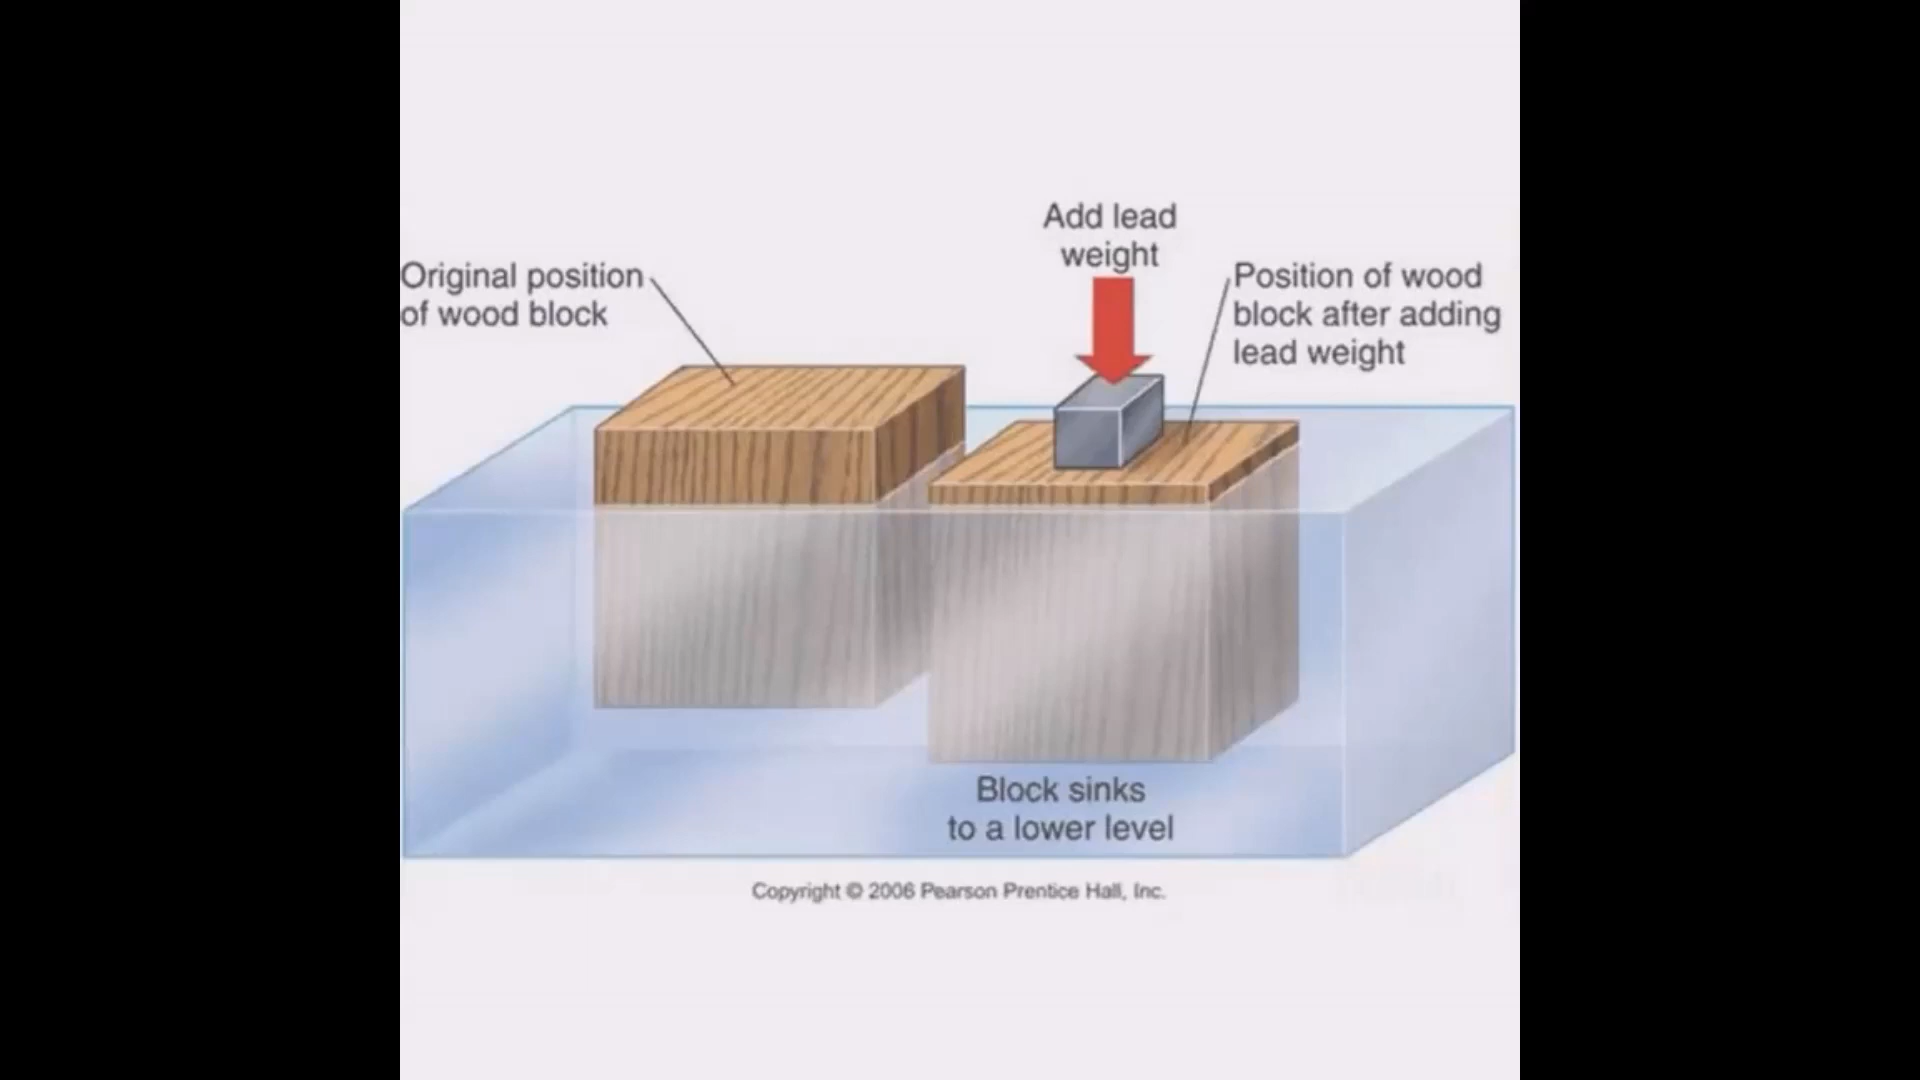 Add lead
weight
Original position
of wood block
Position of wood
block after adding
lead weight
Block sinks
to a lower level
Copyright © 2006 Pearson Prentice Hall, Inc.